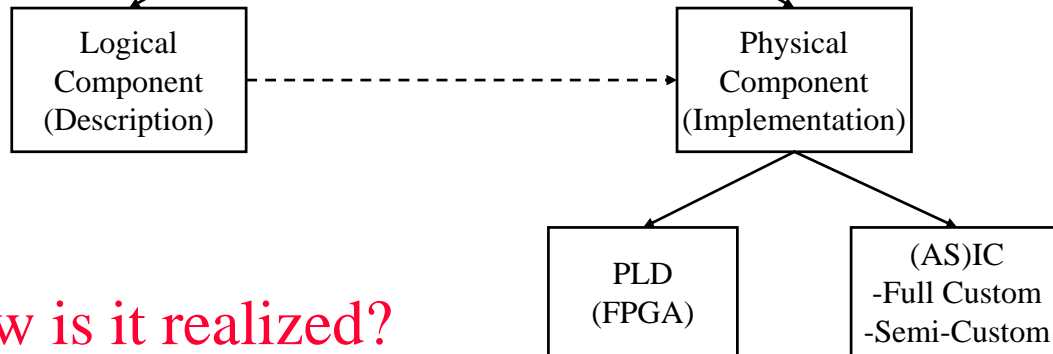 Logical
Component
(Description)
Physical
Component
(Implementation)
PLD
(FPGA)
(AS)IC
-Full Custom
-Semi-Custom
is it realized?